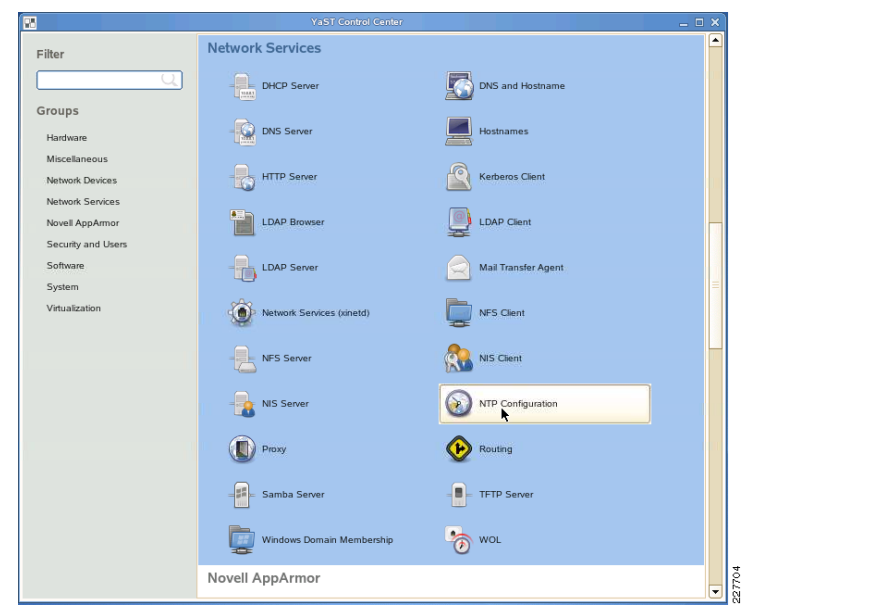 YaST Control Center
Filter
Groups
Hardware
Miscellaneous
Network Devices
Network Services
Novell AppArmor
Security and Users
Software
System
Virtualization
Network Services
DHCP Server
DNS and Hostname
DNS Server
Hostnames
HTTP Server
Kerberos Client
LDAP Browser
LDAP Client
LDAP Server
Mail Transfer Agent
Network Services (xinetd)
NFS Client
NFS Server
NIS Client
NIS Server
NTP Configuration
Proxy
Routing
Samba Server
TFTP Server
Windows Domain Membership
WOL
Novell AppArmor
227704